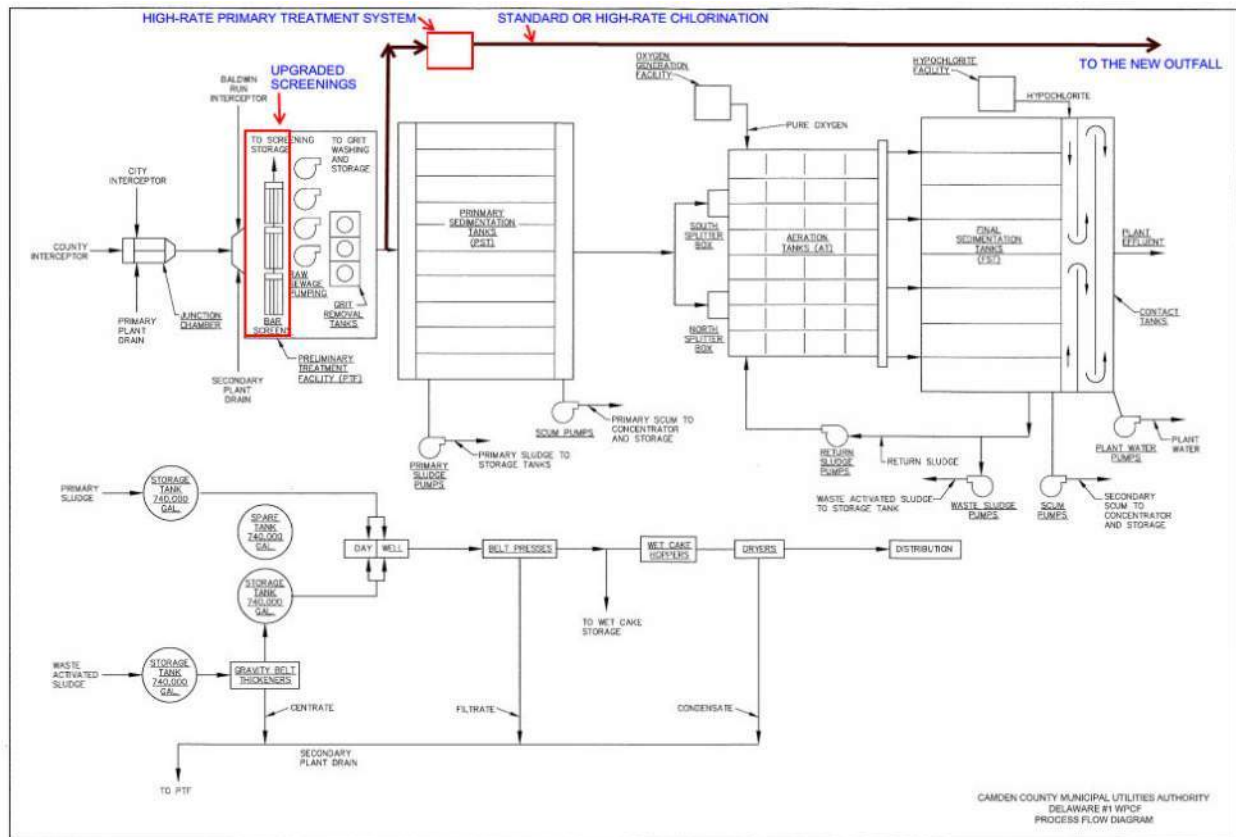 HIGH-RATE PRIMARY TREATMENT SYSTEM
STANDARD OR HIGH-RATE CHLORINATION
TO THE NEW OUTFALL
UPGRADED
SCREENINGS
BALDWIN
RUN
INTERCEPTOR
OXYGEN
GENERATION
FACILITY
HYPOCHLORITE
FACILITY
HYPOCHLORITE
PURE OXYGEN
TO SCREENING
STORAGE
TO GRIT
WASHING
AND
STORAGE
CITY
INTERCEPTOR
COUNTY
INTERCEPTOR
PRIMARY
PLANT
DRAIN
JUNCTION
CHAMBER
SECONDARY
PLANT
DRAIN
BAR
SCREENS
RAW
SEWAGE
PUMPING
GRIT
REMOVAL
TANKS
PRELIMINARY
TREATMENT
FACILITY (PTF)
PRINMARY
SEDIMENTATION
TANKS
(PST)
SOUTH
SPLITTER
BOX
NORTH
SPLITTER
BOX
AERATION
TANKS (AT)
FINAL
SEDIMENTATION
TANKS
(FST)
PLANT
EFFLUENT
CONTACT
TANKS
SCUM PUMPS
PRIMARY SCUM TO
CONCENTRATOR
AND STORAGE
PRIMARY
SLUDGE
PUMPS
PRIMARY SLUDGE TO
STORAGE TANKS
RETURN
SLUDGE
PUMPS
RETURN SLUDGE
WASTE ACTIVATED SLUDGE
TO STORAGE TANK
WASTE SLUDGE
PUMPS
SCUM
PUMPS
SECONDARY
SCUM TO
CONCENTRATOR
AND STORAGE
PLANT WATER
PUMPS
PLANT
WATER
PRIMARY
SLUDGE
STORAGE
TANK
740,000
GAL.
SPARE
TANK
740,000
GAL.
STORAGE
TANK
740,000
GAL.
DAY WELL
BELT PRESSES
WET CAKE
HOPPERS
DRYERS
DISTRIBUTION
TO WET CAKE
STORAGE
WASTE
ACTIVATED
SLUDGE
STORAGE
TANK
740,000
GAL.
GRAVITY BELT
THICKENERS
CENTRATE
FILTRATE
CONDENSATE
SECONDARY
PLANT DRAIN
TO PTF
CAMDEN COUNTY MUNICIPAL UTILITIES AUTHORITY
DELAWARE #1 WPCF
PROCESS FLOW DIAGRAM